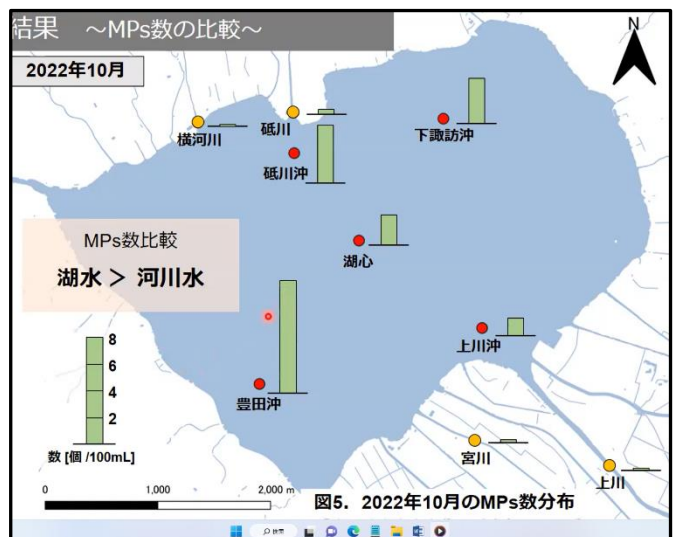 結果 ～MPs数の比較～
N
2022年10月
横河川
砥川
砥川沖
下諏訪沖
MPs数比較
湖水 > 河川水
湖心
上川沖
8
6
4
2
豊田沖
数 [個 /100mL]
宮川
上川
0 1,000 2,000 m
図5. 2022年10月のMPs数分布
検索